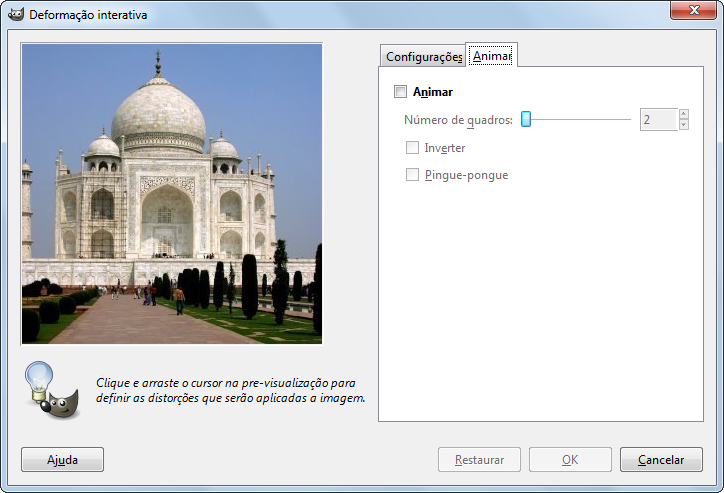 Deformação interativa
Configurações
Animar
Animar
Número de quadros:
2
Inverter
Pingue-pongue
Clique e arraste o cursor na pre-visualização para
definir as distorções que serão aplicadas a imagem.
Ajuda
Restaurar
OK
Cancelar